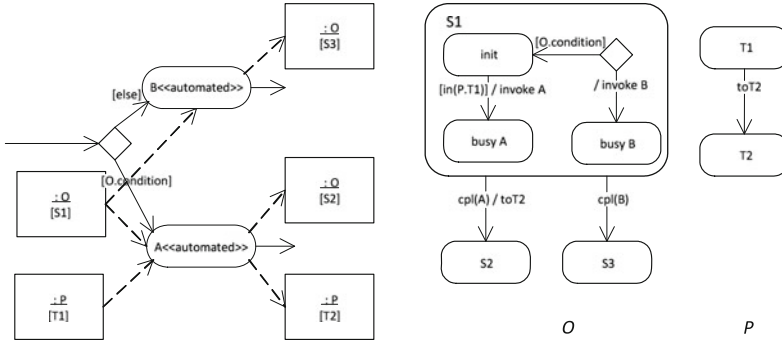 : O
[S3]
B<<automated>>
[else]
[O.condition]
: O
[S1]
: O
[S2]
A<<automated>>
: P
[T1]
: P
[T2]
S1
init
[O.condition]
[in(P.T1)] / invoke A
/ invoke B
busy A
busy B
cpl(A) / toT2
cpl(B)
S2
S3
O
T1
toT2
T2
P